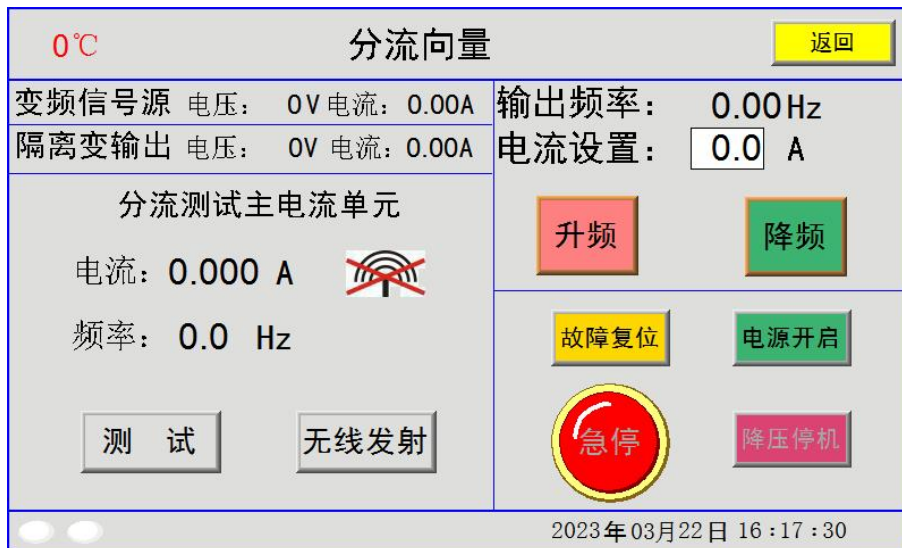 0℃ 分流向量 返回
变频信号源 电压： 0V 电流：0.00A
隔离变输出 电压： 0V 电流：0.00A
输出频率： 0.00Hz
电流设置： 0.0 A
分流测试主电流单元
电流：0.000 A
频率：0.0 Hz
测 试 无线发射
升频 降频
故障复位 电源开启
急停 降压停机
2023年03月22日 16:17:30